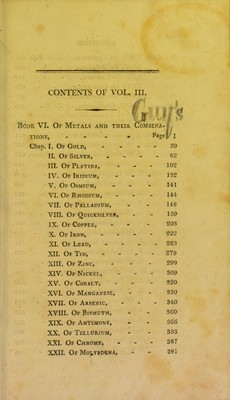 CONTENTS OF VOL. III.
BOOK VI. OF METALS AND THEIR COMBINA-
TIONS, - - - - - Page 1
Chap. I. OF GOLD, - - - - 39
II. OF SILVER, - - - - 82
III. OF PLATINA, - - - - 102
IV. OF IRIDIUM, - - - - 132
V. OF OSMIUM, - - - - 141
VI. OF RHODIUM, - - - - 144
VII. OF PALLADIUM, - - - 148
VIII. OF QUICKSILVER, - - - 159
IX. OF COPPER, - - - - 203
X. OF IRON, - - - - 222
XI. OF LEAD, - - - - 263
XII. OF TIN, - - - - 279
XIII. OF ZINC, - - - - 299
XIV. OF NICKEL, - - - - 309
XV. OF COBALT, - - - - 320
XVI. OF MANGANESE, - - - 330
XVII. OF ARSENIC, - - - 340
XVIII. OF BISMUTH, - - - 360
XIX. OF ANTIMONY, - - - 368
XX. OF TELLURIUM, - - - 383
XXI. OF CHROME, - - - 387
XXII. OF MOLYBDENA, - - - 391